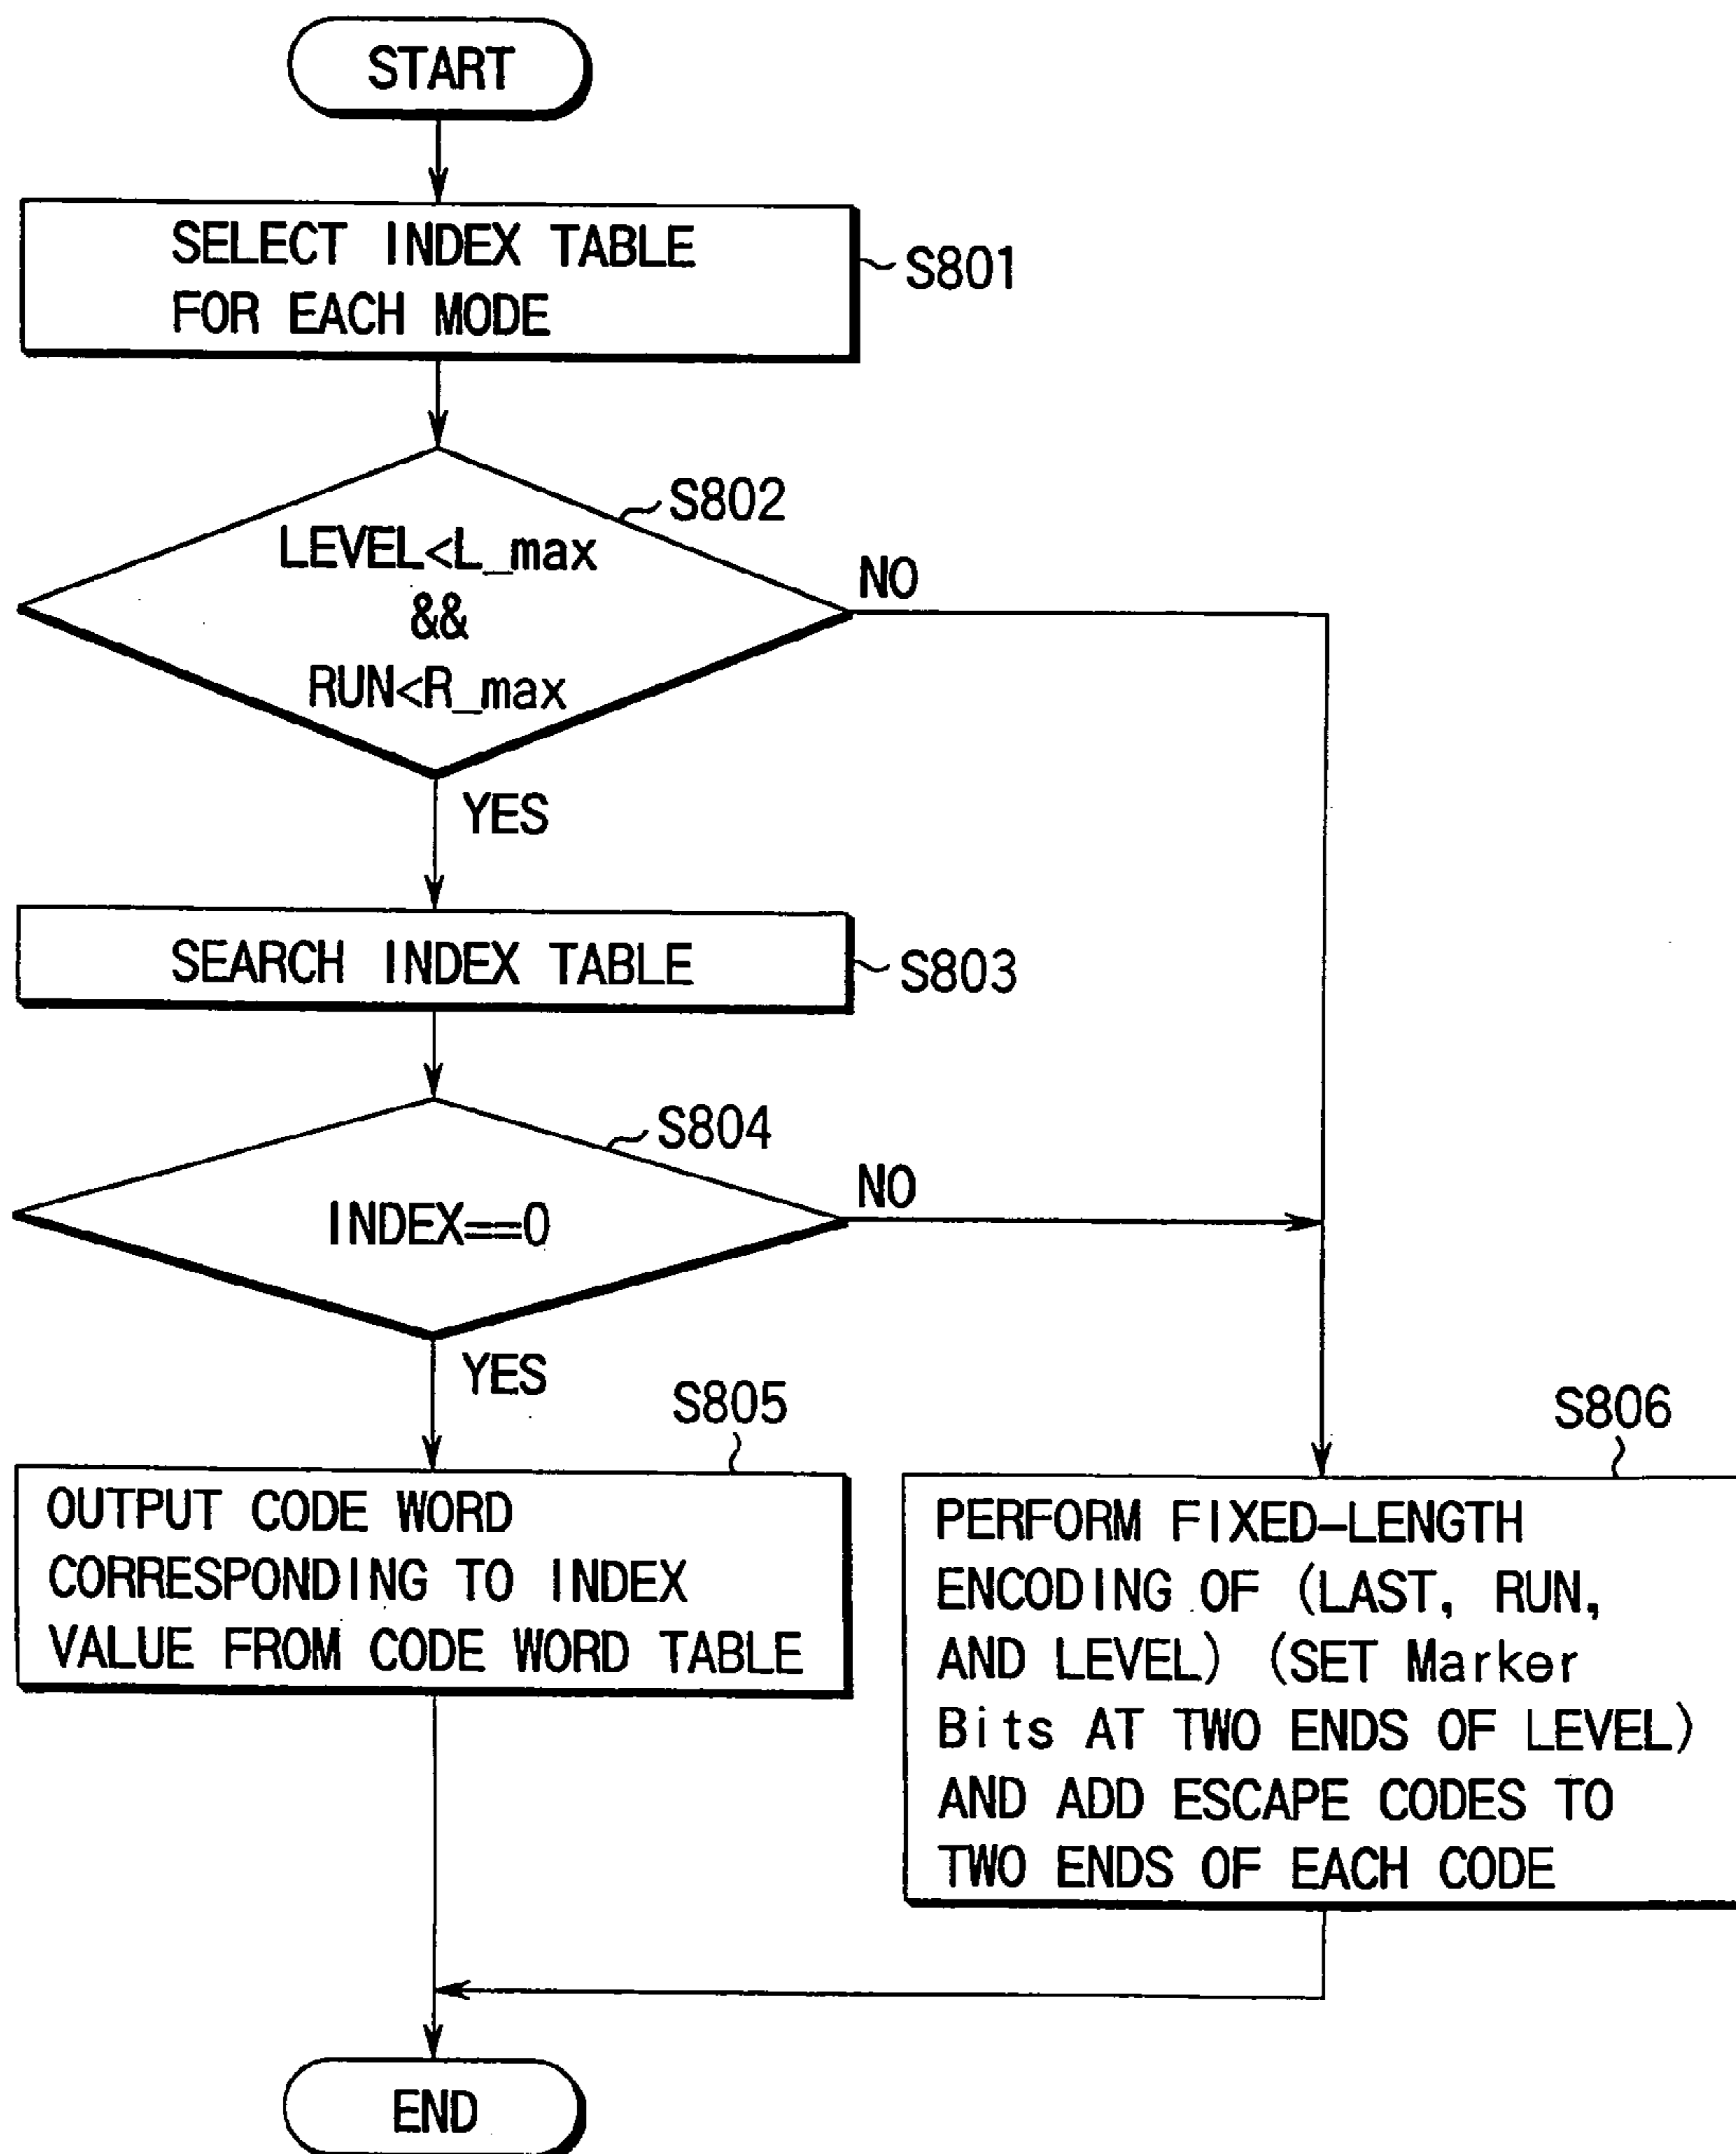 START
SELECT INDEX TABLE
FOR EACH MODE
S801
S802
LEVEL<L_max
&&
RUN<R_max
NO
YES
SEARCH INDEX TABLE
S803
S804
INDEX==0
NO
YES
S805
OUTPUT CODE WORD
CORRESPONDING TO INDEX
VALUE FROM CODE WORD TABLE
S806
PERFORM FIXED-LENGTH
ENCODING OF (LAST, RUN,
AND LEVEL) (SET Marker
Bits AT TWO ENDS OF LEVEL)
AND ADD ESCAPE CODES TO
TWO ENDS OF EACH CODE
END